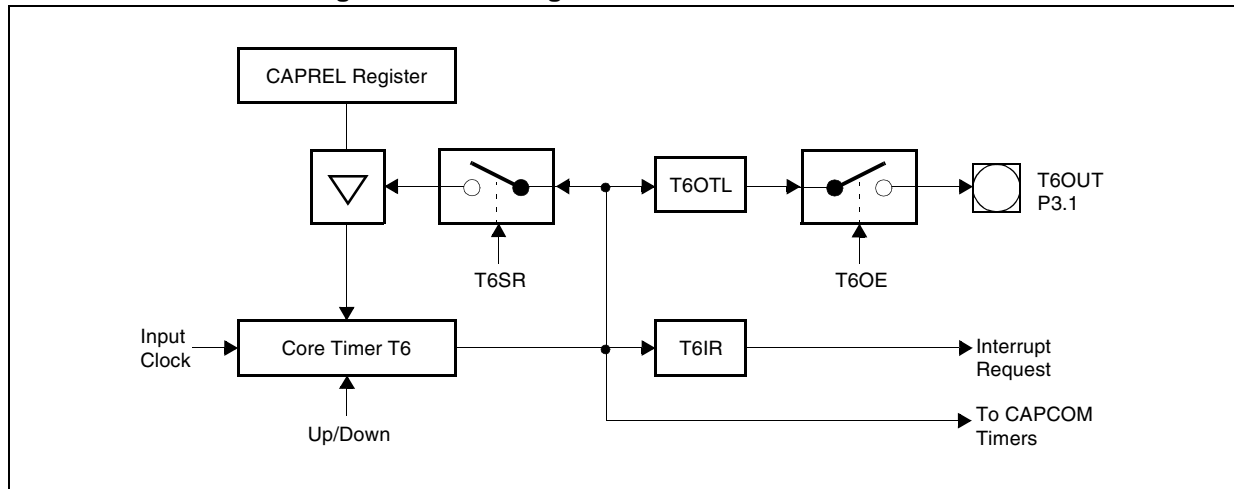 CAPREL Register
T6OTL
T6OUT
P3.1
T6SR
T6OE
Input
Clock
Core Timer T6
T6IR
Interrupt
Request
Up/Down
To CAPCOM
Timers